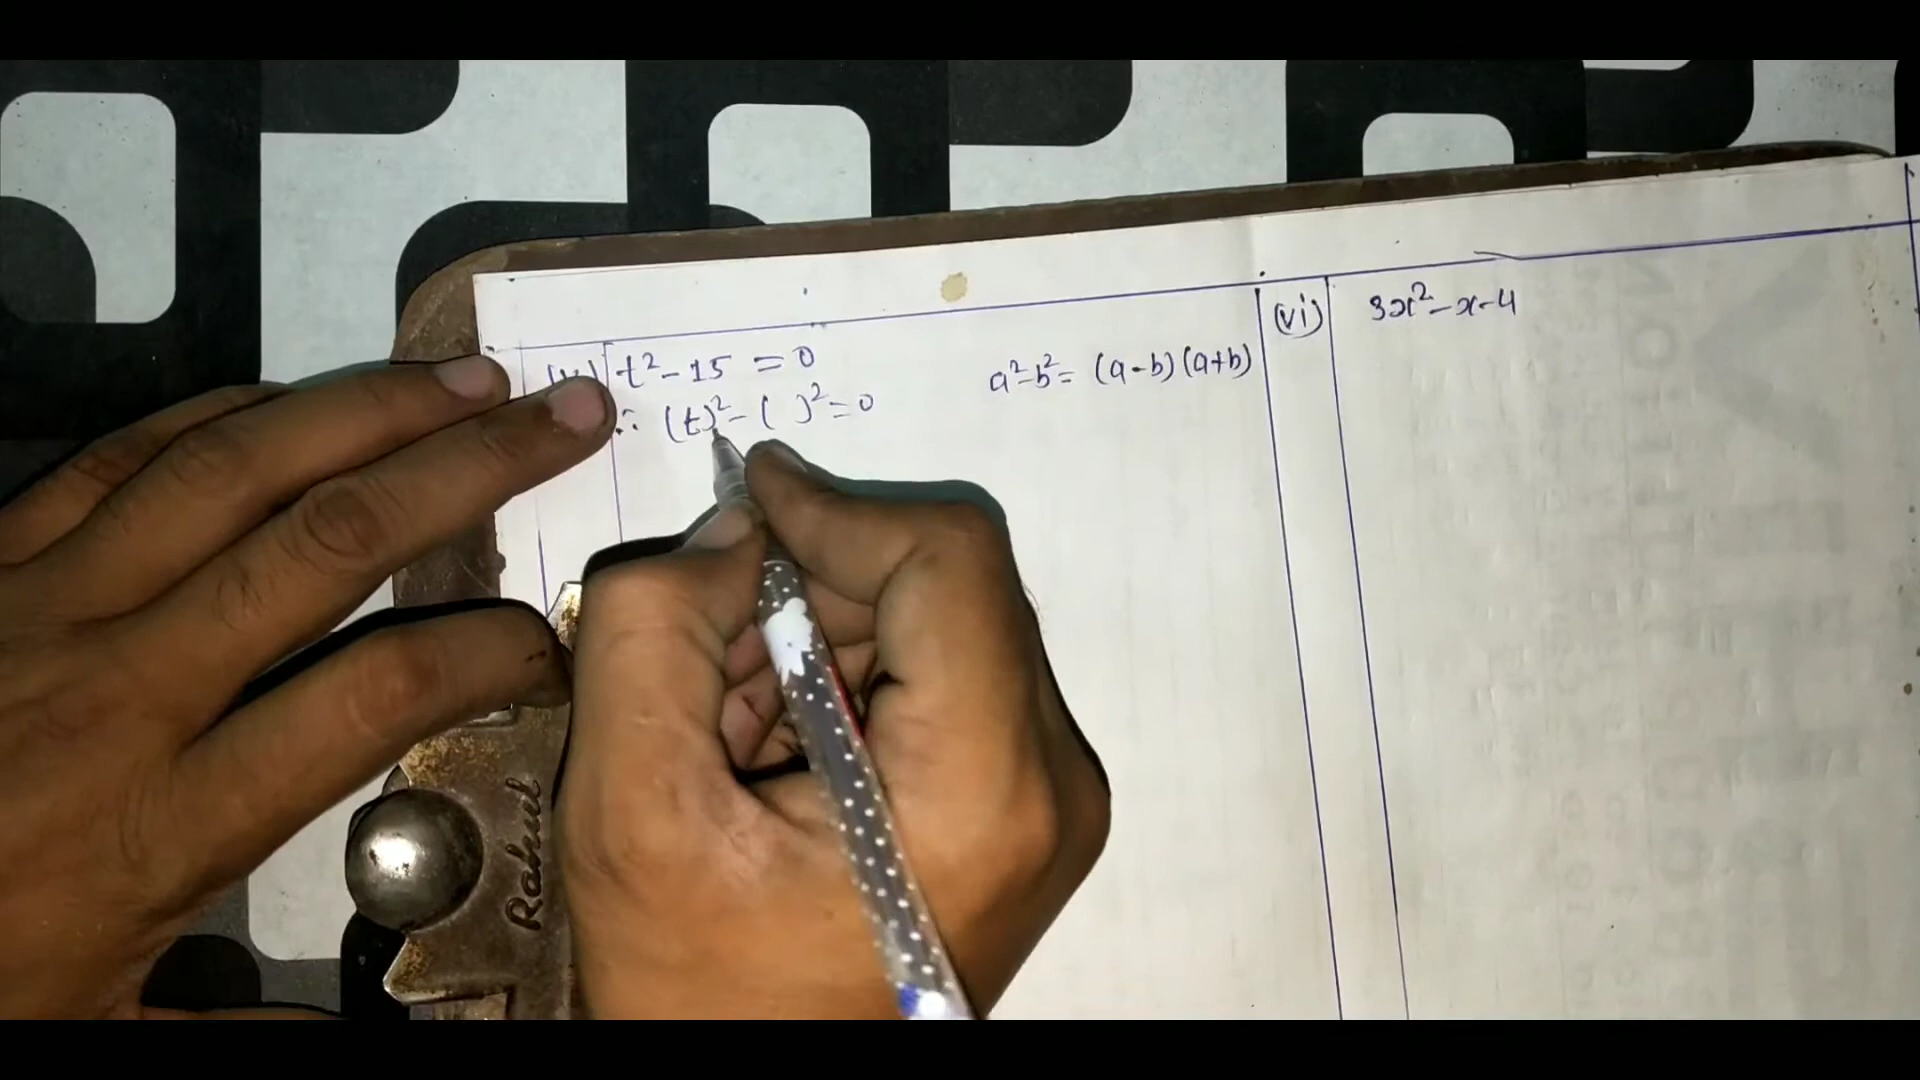 t² - 15 = 0
∴ (t)² - ( )² = 0
a² - b² = (a - b) (a + b)
(vi) 3x² - x - 4
Rahul